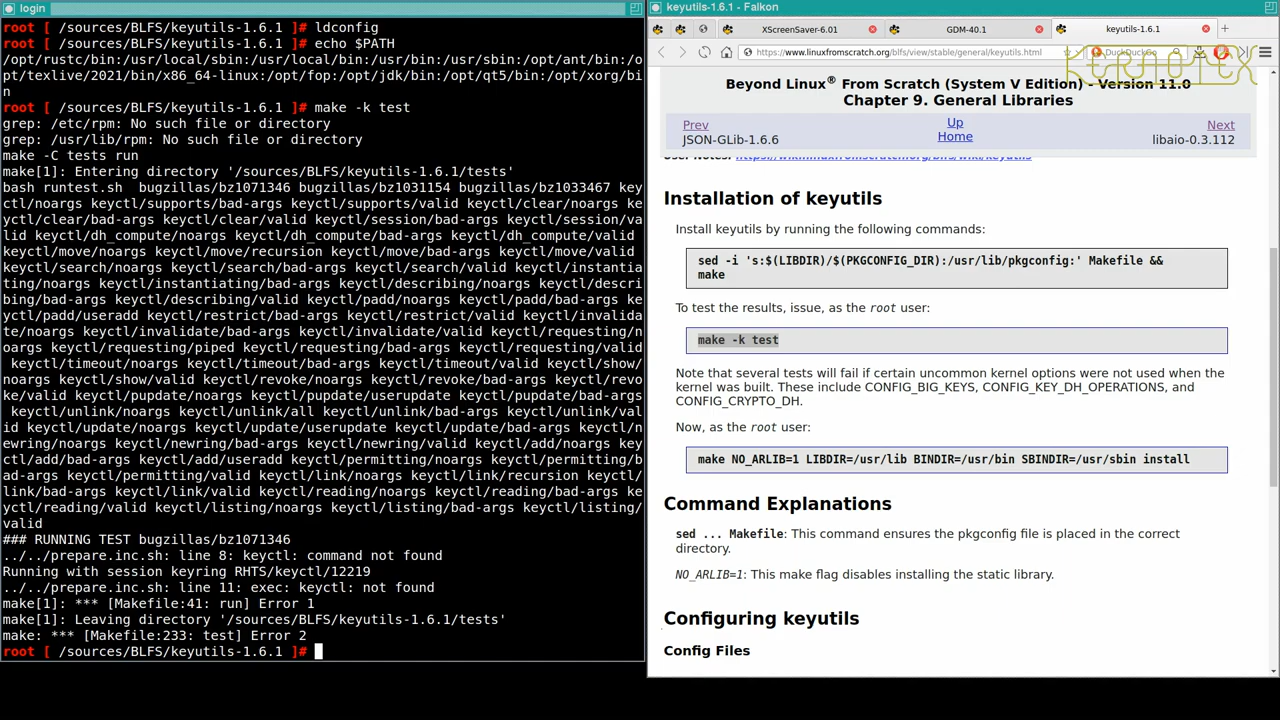 login
root [ /sources/BLFS/keyutils-1.6.1 ]# ldconfig
root [ /sources/BLFS/keyutils-1.6.1 ]# echo $PATH
/opt/rustc/bin:/usr/local/sbin:/usr/local/bin:/usr/bin:/usr/sbin:/opt/ant/bin:/o
pt/texlive/2021/bin/x86_64-linux:/opt/fop:/opt/jdk/bin:/opt/qt5/bin:/opt/xorg/bi
n
root [ /sources/BLFS/keyutils-1.6.1 ]# make -k test
grep: /etc/rpm: No such file or directory
grep: /usr/lib/rpm: No such file or directory
make -C tests run
make[1]: Entering directory '/sources/BLFS/keyutils-1.6.1/tests'
bash runtest.sh  bugzillas/bz1071346 bugzillas/bz1031154 bugzillas/bz1033467 key
ctl/noargs keyctl/supports/bad-args keyctl/supports/valid keyctl/clear/noargs ke
yctl/clear/bad-args keyctl/clear/valid keyctl/session/bad-args keyctl/session/va
lid keyctl/dh_compute/noargs keyctl/dh_compute/bad-args keyctl/dh_compute/valid
keyctl/move/noargs keyctl/move/recursion keyctl/move/bad-args keyctl/move/valid
keyctl/search/noargs keyctl/search/bad-args keyctl/search/valid keyctl/instantia
ting/noargs keyctl/instantiating/bad-args keyctl/describing/noargs keyctl/descri
bing/bad-args keyctl/describing/valid keyctl/padd/noargs keyctl/padd/bad-args ke
yctl/padd/useradd keyctl/restrict/bad-args keyctl/restrict/valid keyctl/invalida
te/noargs keyctl/invalidate/bad-args keyctl/invalidate/valid keyctl/requesting/n
oargs keyctl/requesting/piped keyctl/requesting/bad-args keyctl/requesting/valid
 keyctl/timeout/noargs keyctl/timeout/bad-args keyctl/timeout/valid keyctl/show/
noargs keyctl/show/valid keyctl/revoke/noargs keyctl/revoke/bad-args keyctl/revo
ke/valid keyctl/pupdate/noargs keyctl/pupdate/userupdate keyctl/pupdate/bad-args
 keyctl/unlink/noargs keyctl/unlink/all keyctl/unlink/bad-args keyctl/unlink/val
id keyctl/update/noargs keyctl/update/userupdate keyctl/update/bad-args keyctl/n
ewring/noargs keyctl/newring/bad-args keyctl/newring/valid keyctl/add/noargs key
ctl/add/bad-args keyctl/add/useradd keyctl/permitting/noargs keyctl/permitting/b
ad-args keyctl/permitting/valid keyctl/link/noargs keyctl/link/recursion keyctl/
link/bad-args keyctl/link/valid keyctl/reading/noargs keyctl/reading/bad-args ke
yctl/reading/valid keyctl/listing/noargs keyctl/listing/bad-args keyctl/listing/
valid
### RUNNING TEST bugzillas/bz1071346
../../prepare.inc.sh: line 8: keyctl: command not found
Running with session keyring RHTS/keyctl/12219
../../prepare.inc.sh: line 11: exec: keyctl: not found
make[1]: *** [Makefile:41: run] Error 1
make[1]: Leaving directory '/sources/BLFS/keyutils-1.6.1/tests'
make: *** [Makefile:233: test] Error 2
root [ /sources/BLFS/keyutils-1.6.1 ]#
keyutils-1.6.1 - Falkon
XScreenSaver-6.01
GDM-40.1
keyutils-1.6.1
https://www.linuxfromscratch.org/blfs/view/stable/general/keyutils.html
DuckDuckGo
KERNOTEX
Beyond Linux® From Scratch (System V Edition) - Version 11.0
Chapter 9. General Libraries
Prev
Up
Next
JSON-GLib-1.6.6
Home
libaio-0.3.112
User Notes: https://wiki.linuxfromscratch.org/blfs/wiki/keyutils
Installation of keyutils
Install keyutils by running the following commands:
sed -i 's:$(LIBDIR)/$(PKGCONFIG_DIR):/usr/lib/pkgconfig:' Makefile &&
make
To test the results, issue, as the root user:
make -k test
Note that several tests will fail if certain uncommon kernel options were not used when the
kernel was built. These include CONFIG_BIG_KEYS, CONFIG_KEY_DH_OPERATIONS, and
CONFIG_CRYPTO_DH.
Now, as the root user:
make NO_ARLIB=1 LIBDIR=/usr/lib BINDIR=/usr/bin SBINDIR=/usr/sbin install
Command Explanations
sed ... Makefile: This command ensures the pkgconfig file is placed in the correct
directory.
NO_ARLIB=1: This make flag disables installing the static library.
Configuring keyutils
Config Files